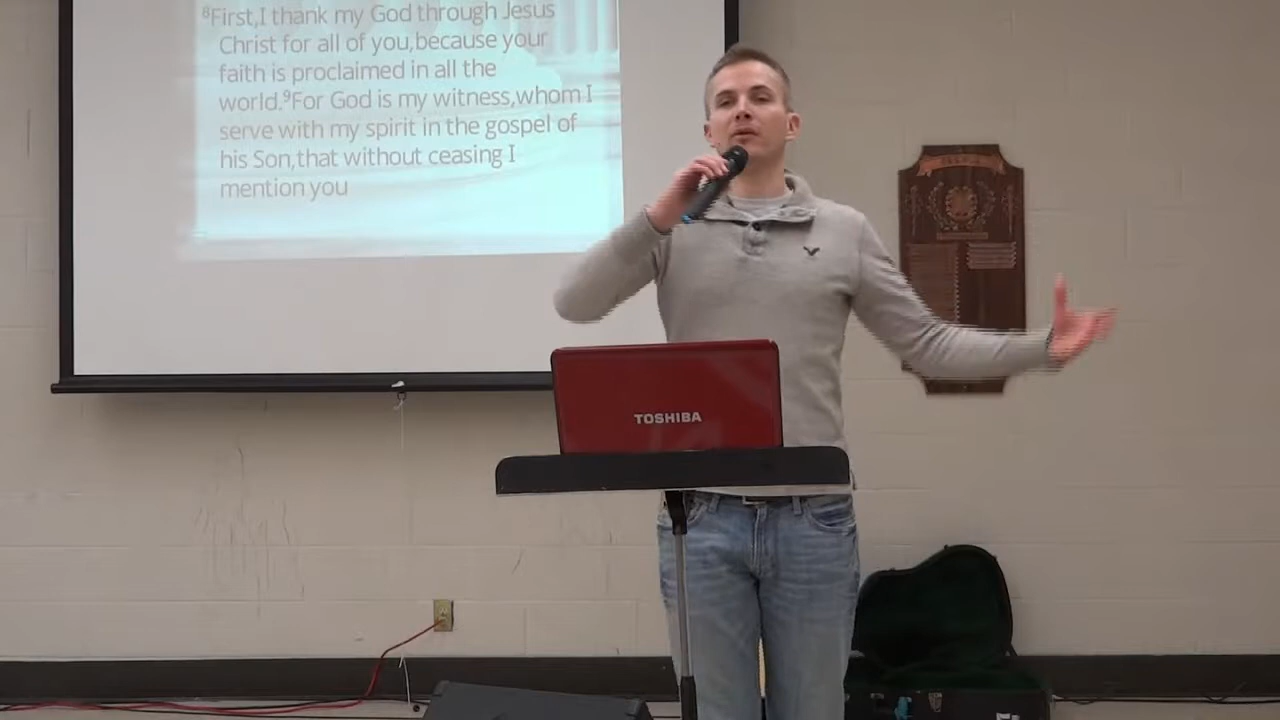 ⁸First,I thank my God through Jesus
Christ for all of you,because your
faith is proclaimed in all the
world.⁹For God is my witness,whom I
serve with my spirit in the gospel of
his Son,that without ceasing I
mention you
TOSHIBA